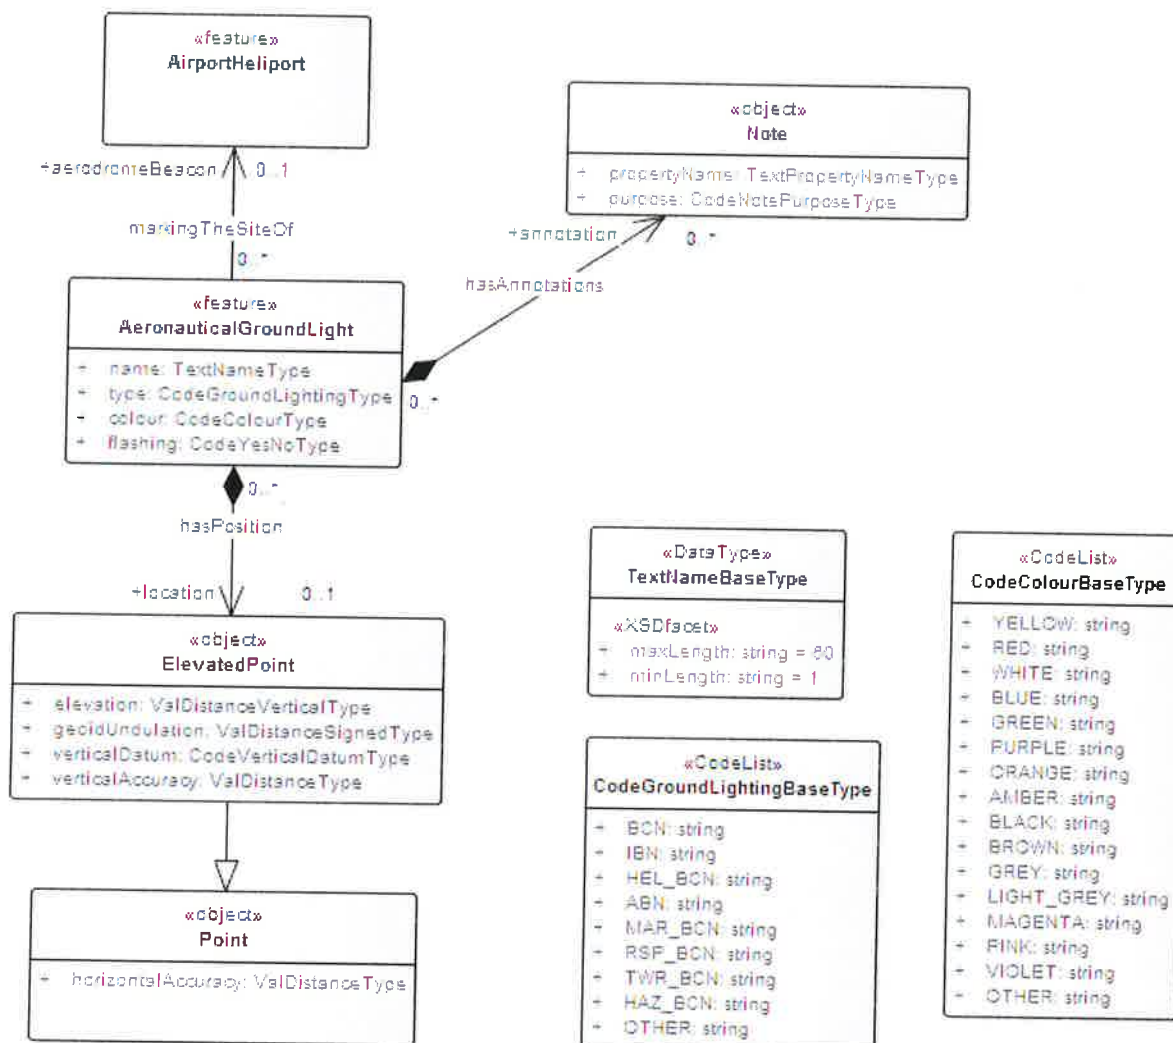 «feature»
AirportHeliport
+aerodromeBeacon
0..1
markingTheSiteOf
0..*
«feature»
AeronauticalGroundLight
+ name: TextNameType
+ type: CodeGroundLightingType
+ colour: CodeColourType
+ flashing: CodeYesNoType
«object»
Note
+ propertyName: TextPropertyNameType
+ purpose: CodeNotePurposeType
+annotation
0..*
hasAnnotations
0..*
0..*
hasPosition
+location
0..1
«object»
ElevatedPoint
+ elevation: ValDistanceVerticalType
+ geoidUndulation: ValDistanceSignedType
+ verticalDatum: CodeVerticalDatumType
+ verticalAccuracy: ValDistanceType
«object»
Point
+ horizontalAccuracy: ValDistanceType
«DataType»
TextNameBaseType
«XSDfacet»
+ maxLength: string = 60
+ minLength: string = 1
«CodeList»
CodeGroundLightingBaseType
+ BCN: string
+ IBN: string
+ HEL_BCN: string
+ ABN: string
+ MAR_BCN: string
+ RSP_BCN: string
+ TWR_BCN: string
+ HAZ_BCN: string
+ OTHER: string
«CodeList»
CodeColourBaseType
+ YELLOW: string
+ RED: string
+ WHITE: string
+ BLUE: string
+ GREEN: string
+ PURPLE: string
+ ORANGE: string
+ AMBER: string
+ BLACK: string
+ BROWN: string
+ GREY: string
+ LIGHT_GREY: string
+ MAGENTA: string
+ PINK: string
+ VIOLET: string
+ OTHER: string